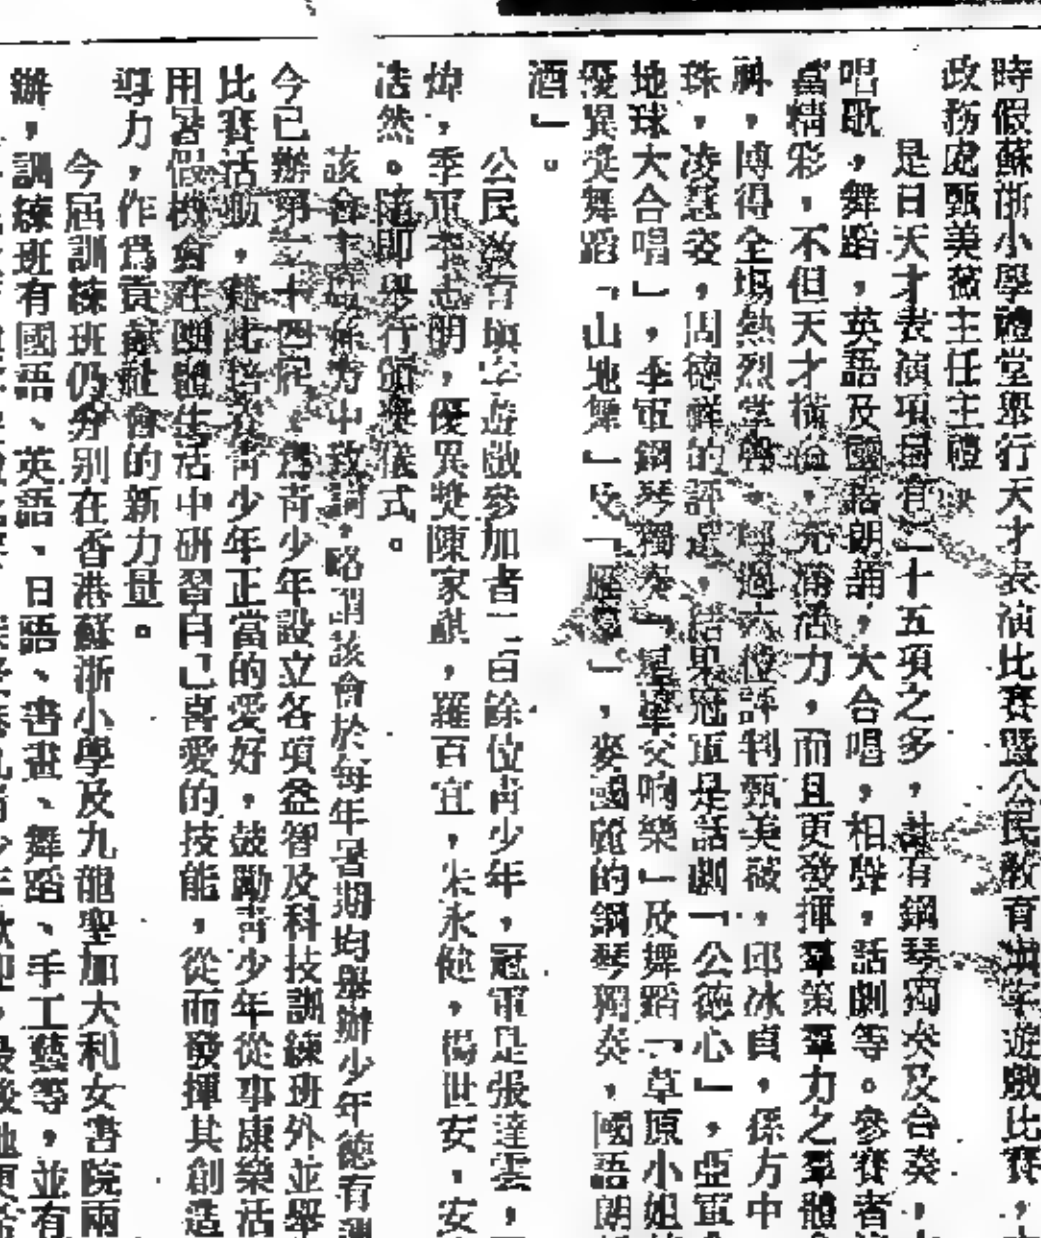 時假蘇浙小學禮堂舉行天才表演比賽暨公民教育填字遊戲比賽，
政務處甄美薇主任主禮
是日天才表演項目有二十五項之多，計有鋼琴獨奏及合奏，
唱歌，舞蹈，英語及國語朗誦，大合唱，相聲，話劇等。參賽者
當精彩，不但天才橫溢，充滿活力，而且更發揮羣策羣力之羣體
神，博得全場熱烈掌聲，經過六位評判甄美薇，邱冰貞，孫方中
珠，凌慧姿，周德鮮的評選，結果冠軍是話劇「公德心」，亞軍
地球大合唱」，季軍鋼琴獨奏「皇軍交响樂」及舞蹈「草原小姐
優異獎舞蹈「山地舞」及「 」，麥國 的鋼琴獨奏，國語朗
酒」。
公民教育填字遊戲參加者二百餘位青少年，冠軍是張達雲，
煒，季軍李志明，優異獎陳家祺，羅百宜，朱永健，楊世安，安
浩然。隨即舉行頒獎儀式。
該會主席孫方中致詞，略謂該會於每年暑期均舉辦少年德育
今已辦第 十四屆，爲青少年設立各項益智及科技訓練班外並舉
比賽活動，藉此培養青少年正當的愛好，鼓勵青少年從事康樂活
用暑假機會在團體生活中研習自己喜愛的技能，從而發揮其創造
導力，作爲貢獻社會的新力量。
今屆訓練班仍分別在香港蘇浙小學及九龍聖加大利女書院兩
辦，訓練班有國語、英語、日語、書畫、舞蹈、手工藝等，並有